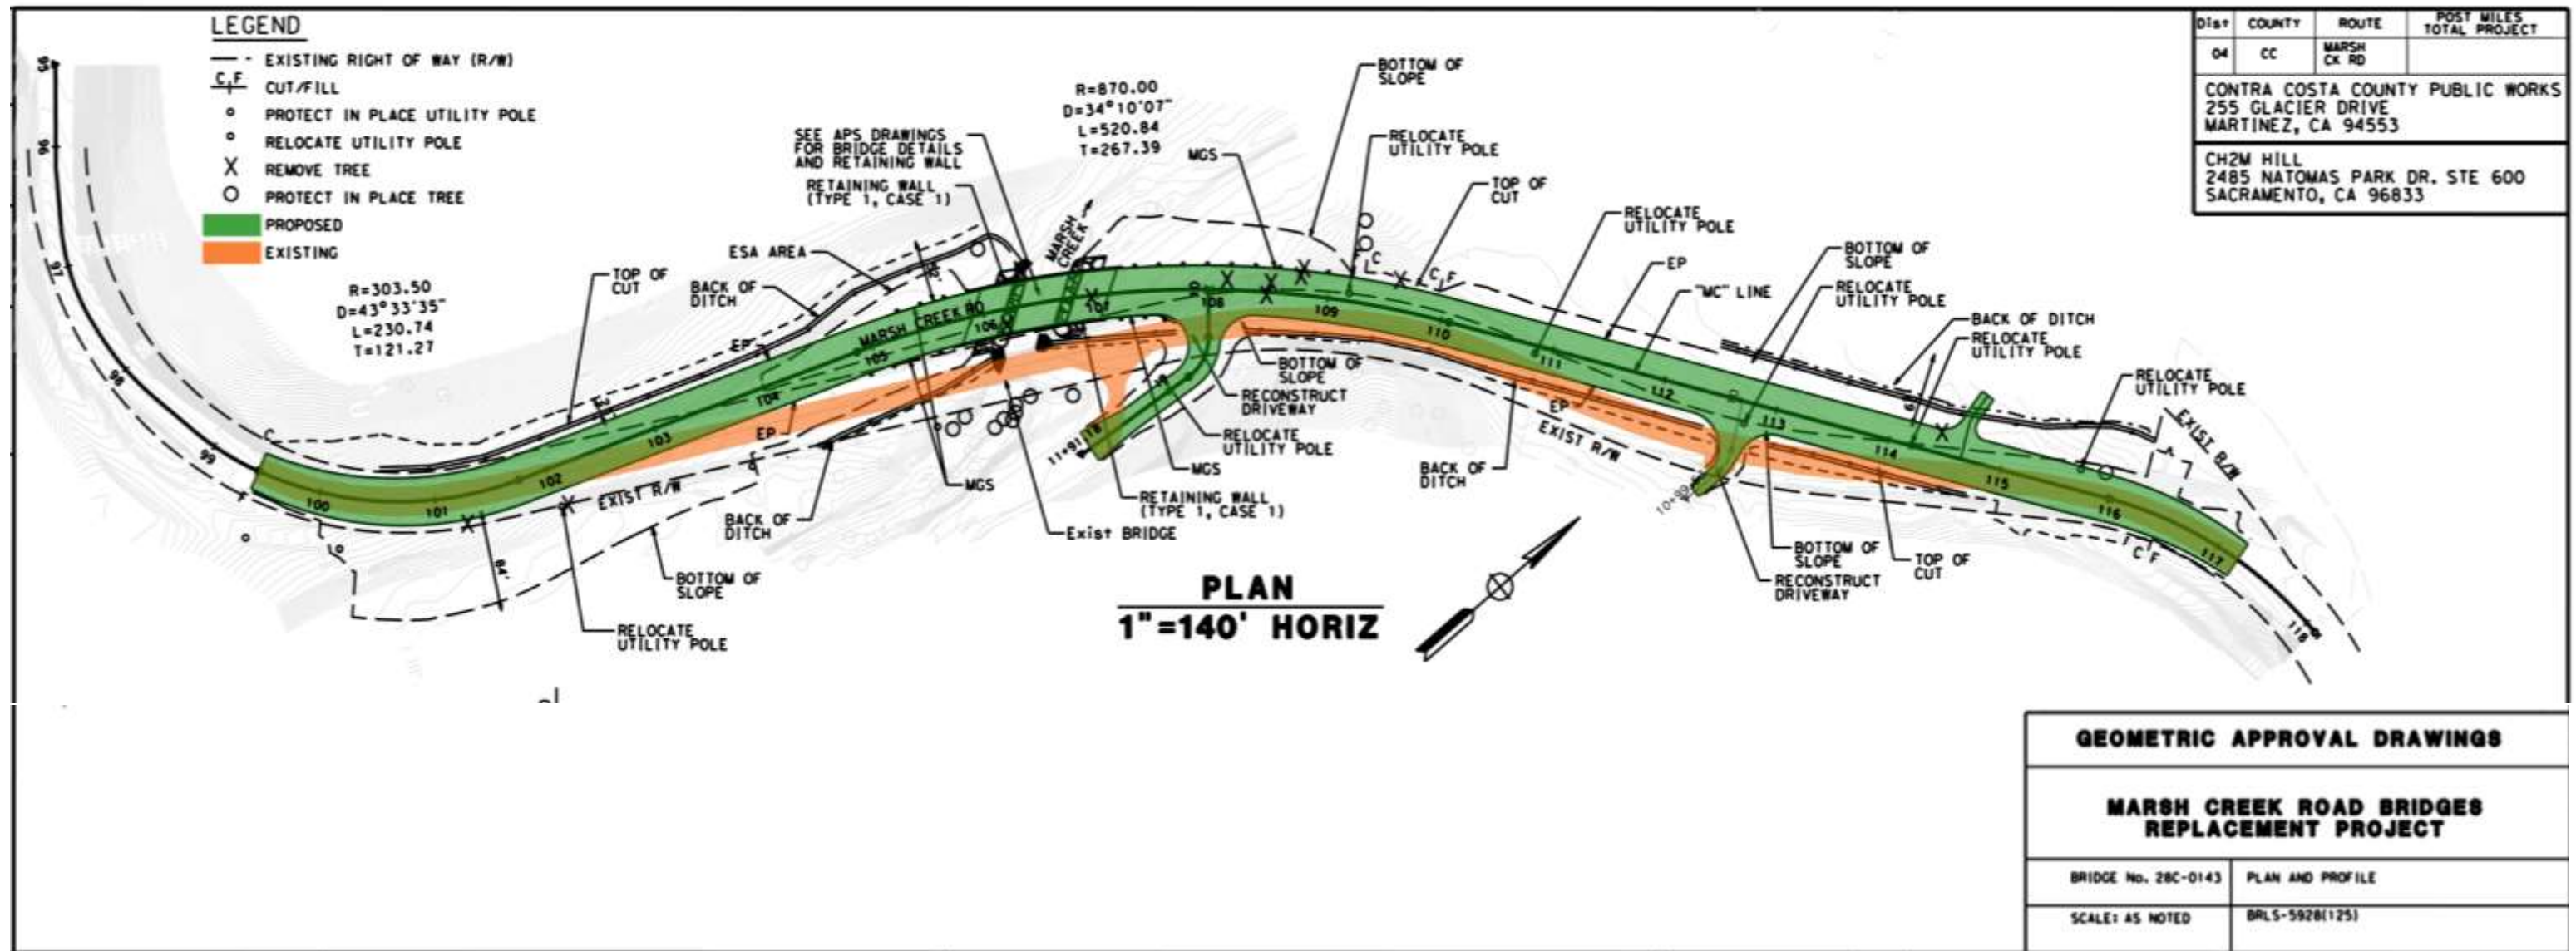 LEGEND
EXISTING RIGHT OF WAY (R/W)
C F CUT/FILL
PROTECT IN PLACE UTILITY POLE
RELOCATE UTILITY POLE
REMOVE TREE
PROTECT IN PLACE TREE
PROPOSED
EXISTING
Dist COUNTY ROUTE POST MILES
TOTAL PROJECT
04 CC MARSH
CK RD
CONTRA COSTA COUNTY PUBLIC WORKS
255 GLACIER DRIVE
MARTINEZ, CA 94553
CH2M HILL
2485 NATOMAS PARK DR. STE 600
SACRAMENTO, CA 96833
R=303.50
D=43°33'35"
L=230.74
T=121.27
R=870.00
D=34°10'07"
L=520.84
T=267.39
SEE APS DRAWINGS
FOR BRIDGE DETAILS
AND RETAINING WALL
RETAINING WALL
(TYPE 1, CASE 1)
ESA AREA
BACK OF
DITCH
TOP OF
CUT
MARSH
CREEK
MGS
BOTTOM OF
SLOPE
RELOCATE
UTILITY POLE
TOP OF
CUT
RELOCATE
UTILITY POLE
EP
"MC" LINE
BOTTOM OF
SLOPE
RELOCATE
UTILITY POLE
BACK OF DITCH
RELOCATE
UTILITY POLE
RELOCATE
UTILITY POLE
EXIST R/W
95
96
97
98
99
100
101
102
103
104
105
106
107
108
109
110
111
112
113
114
115
116
117
118
MARSH CREEK RD
EP
EP
EP
C
F
C
C F
C F
EXIST R/W
84'
BACK OF
DITCH
BOTTOM OF
SLOPE
RELOCATE
UTILITY POLE
MGS
Exist BRIDGE
11+91.18
BOTTOM OF
SLOPE
RECONSTRUCT
DRIVEWAY
RELOCATE
UTILITY POLE
MGS
RETAINING WALL
(TYPE 1, CASE 1)
BACK OF
DITCH
EXIST R/W
10+99
BOTTOM OF
SLOPE
RECONSTRUCT
DRIVEWAY
TOP OF
CUT
PLAN
1"=140' HORIZ
GEOMETRIC APPROVAL DRAWINGS
MARSH CREEK ROAD BRIDGES
REPLACEMENT PROJECT
BRIDGE No. 28C-0143 PLAN AND PROFILE
SCALE: AS NOTED BRLS-5928(125)